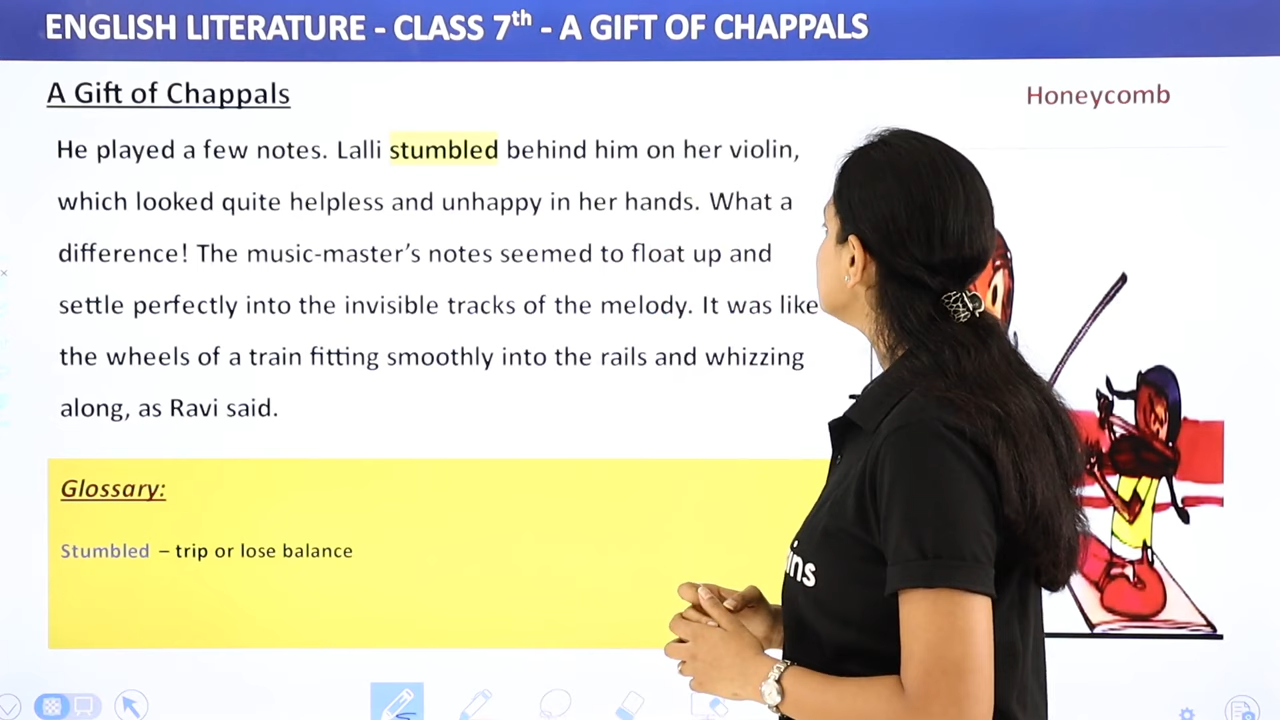 ENGLISH LITERATURE - CLASS 7th - A GIFT OF CHAPPALS
A Gift of Chappals
Honeycomb
He played a few notes. Lalli stumbled behind him on her violin,
which looked quite helpless and unhappy in her hands. What a
difference! The music-master's notes seemed to float up and
settle perfectly into the invisible tracks of the melody. It was like
the wheels of a train fitting smoothly into the rails and whizzing
along, as Ravi said.
Glossary:
Stumbled – trip or lose balance